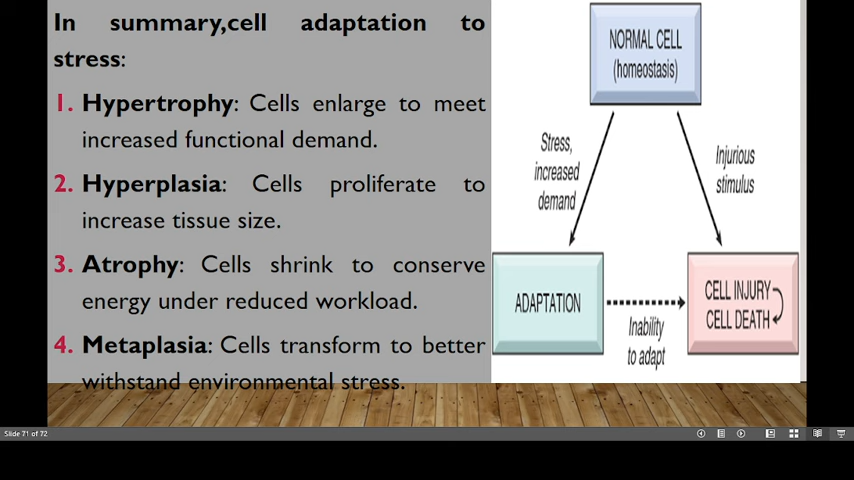 In summary,cell adaptation to
stress:
1. Hypertrophy: Cells enlarge to meet
increased functional demand.
2. Hyperplasia: Cells proliferate to
increase tissue size.
3. Atrophy: Cells shrink to conserve
energy under reduced workload.
4. Metaplasia: Cells transform to better
withstand environmental stress.
NORMAL CELL
(homeostasis)
Stress,
increased
demand
Injurious
stimulus
ADAPTATION
Inability
to adapt
CELL INJURY
CELL DEATH
Slide 71 of 72